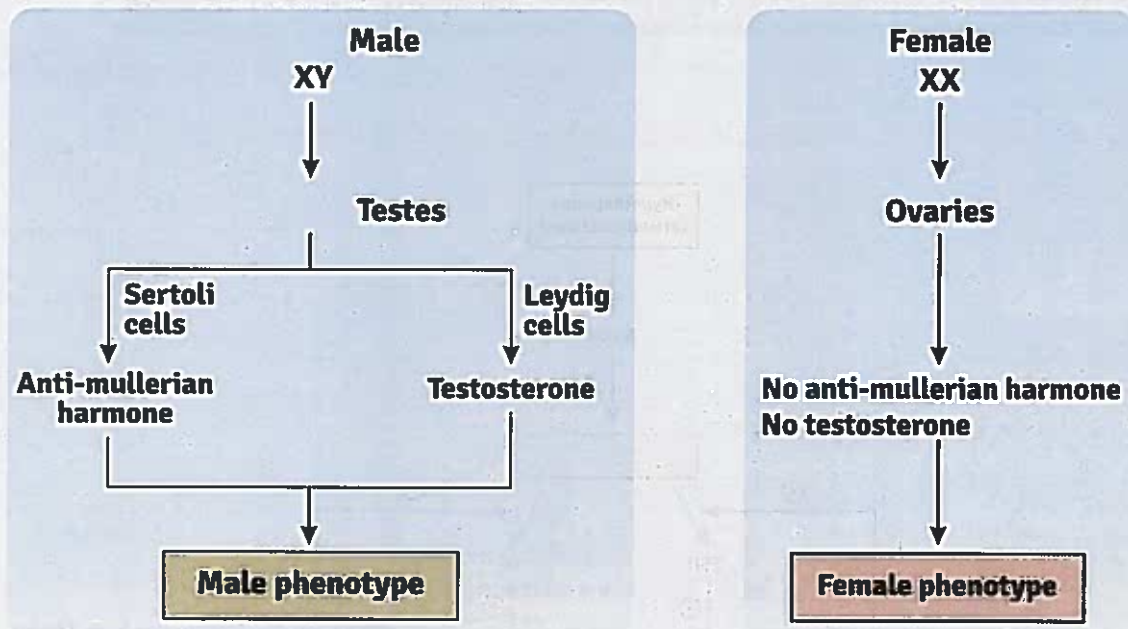 Male
XY
Testes
Sertoli
cells
Leydig
cells
Anti-mullerian
harmone
Testosterone
Male phenotype
Female
XX
Ovaries
No anti-mullerian harmone
No testosterone
Female phenotype